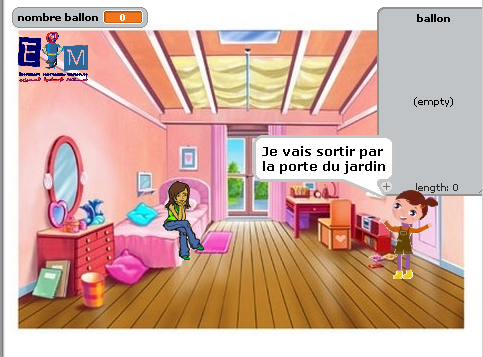 nombre ballon 0
ballon
E M
(empty)
Je vais sortir par
la porte du jardin
+ length: 0